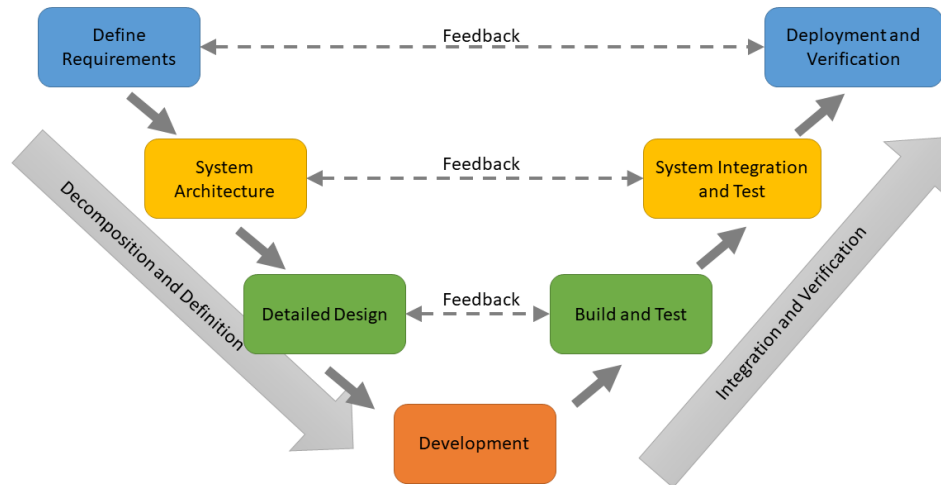 Define
Requirements
Feedback
Deployment and
Verification
System
Architecture
Feedback
System Integration
and Test
Decomposition and Definition
Detailed Design
Feedback
Build and Test
Integration and Verification
Development